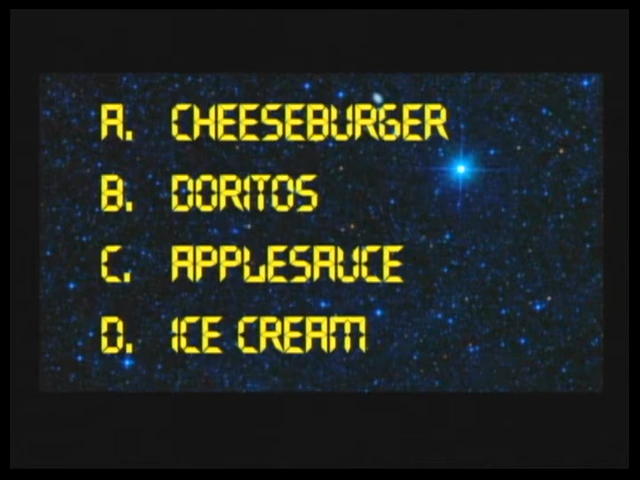 A. CHEESEBURGER
B. DORITOS
C. APPLESAUCE
D. ICE CREAM